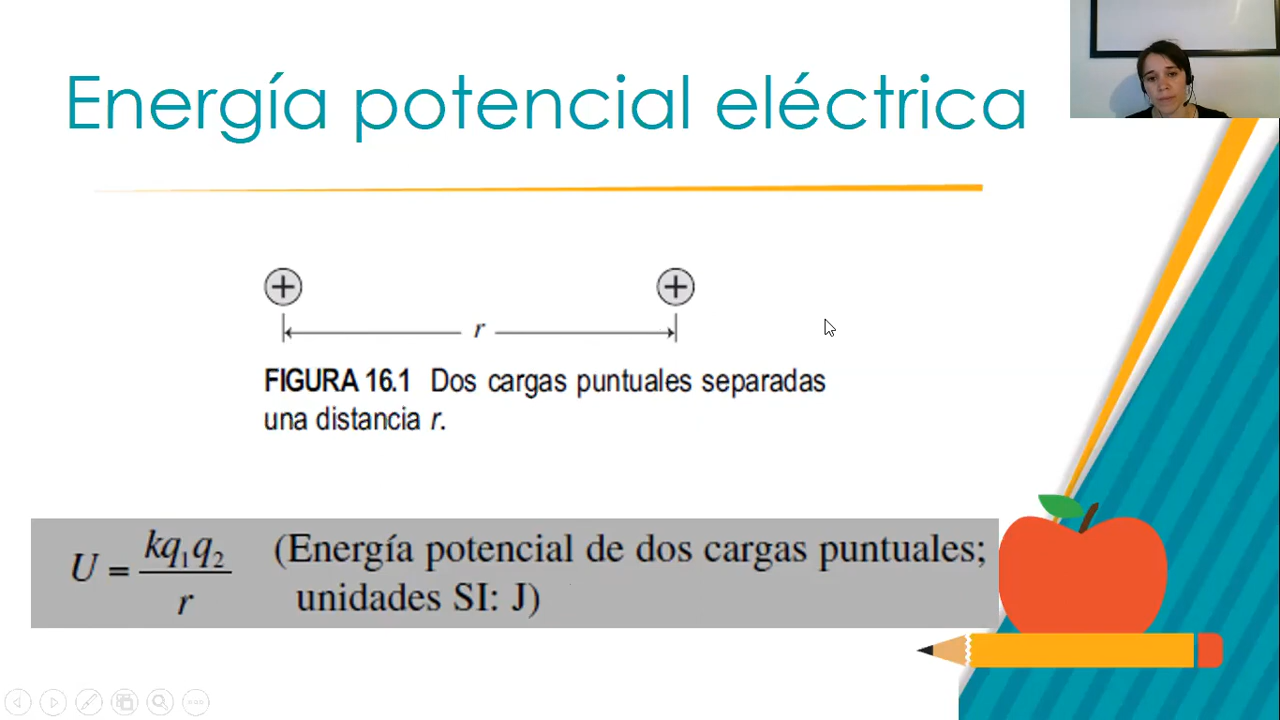 Energía potencial eléctrica
+ +
r
FIGURA 16.1 Dos cargas puntuales separadas
una distancia r.
U = kq₁q₂ / r (Energía potencial de dos cargas puntuales;
unidades SI: J)